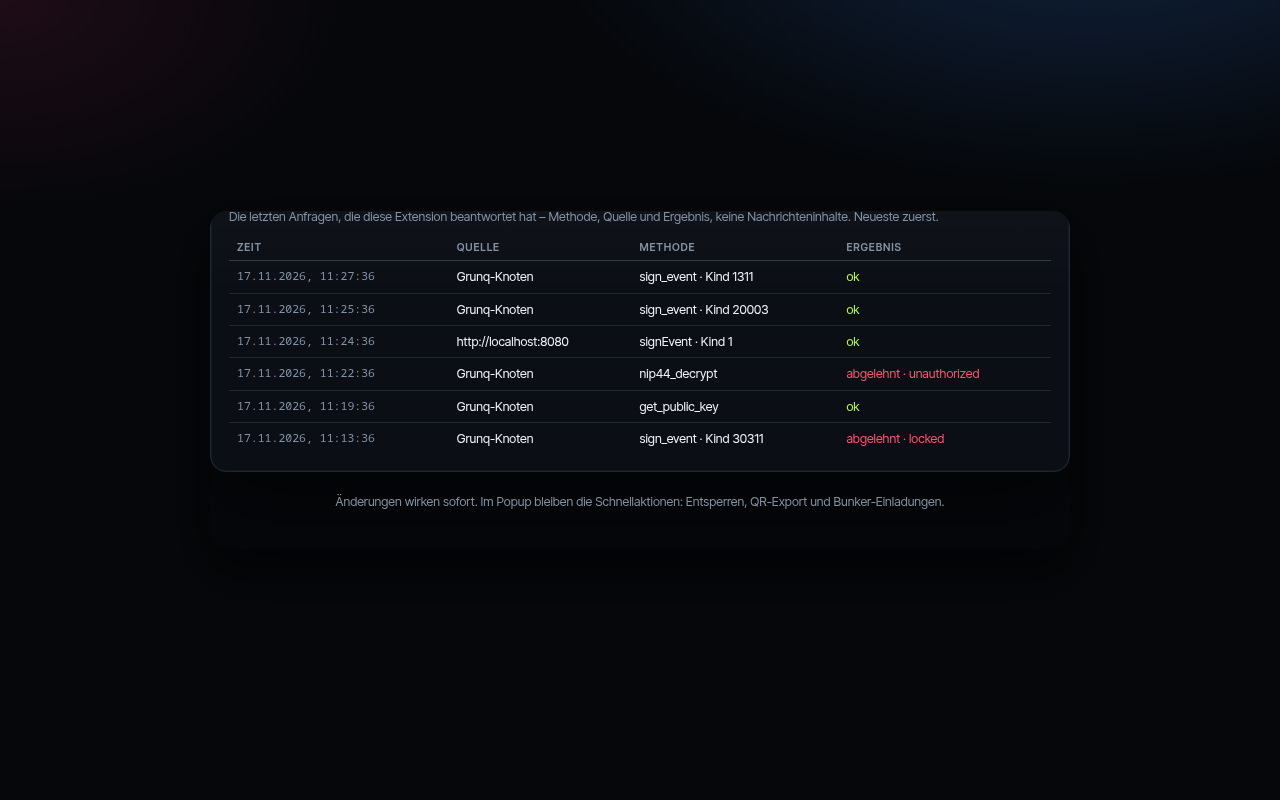 Die letzten Anfragen, die diese Extension beantwortet hat – Methode, Quelle und Ergebnis, keine Nachrichteninhalte. Neueste zuerst.
ZEIT QUELLE METHODE ERGEBNIS
17.11.2026, 11:27:36 Grunq-Knoten sign_event · Kind 1311 ok
17.11.2026, 11:25:36 Grunq-Knoten sign_event · Kind 20003 ok
17.11.2026, 11:24:36 http://localhost:8080 signEvent · Kind 1 ok
17.11.2026, 11:22:36 Grunq-Knoten nip44_decrypt abgelehnt · unauthorized
17.11.2026, 11:19:36 Grunq-Knoten get_public_key ok
17.11.2026, 11:13:36 Grunq-Knoten sign_event · Kind 30311 abgelehnt · locked
Änderungen wirken sofort. Im Popup bleiben die Schnellaktionen: Entsperren, QR-Export und Bunker-Einladungen.